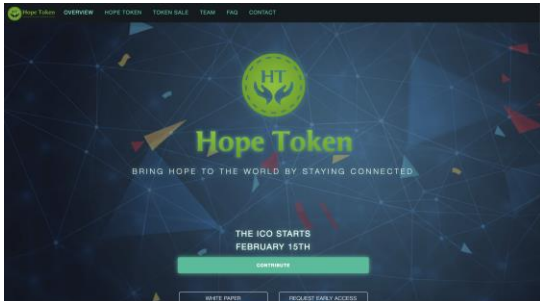 Hope Token OVERVIEW HOPE TOKEN TOKEN SALE TEAM FAQ CONTACT
HT
Hope Token
BRING HOPE TO THE WORLD BY STAYING CONNECTED
THE ICO STARTS
FEBRUARY 15TH
CONTRIBUTE
WHITE PAPER REQUEST EARLY ACCESS